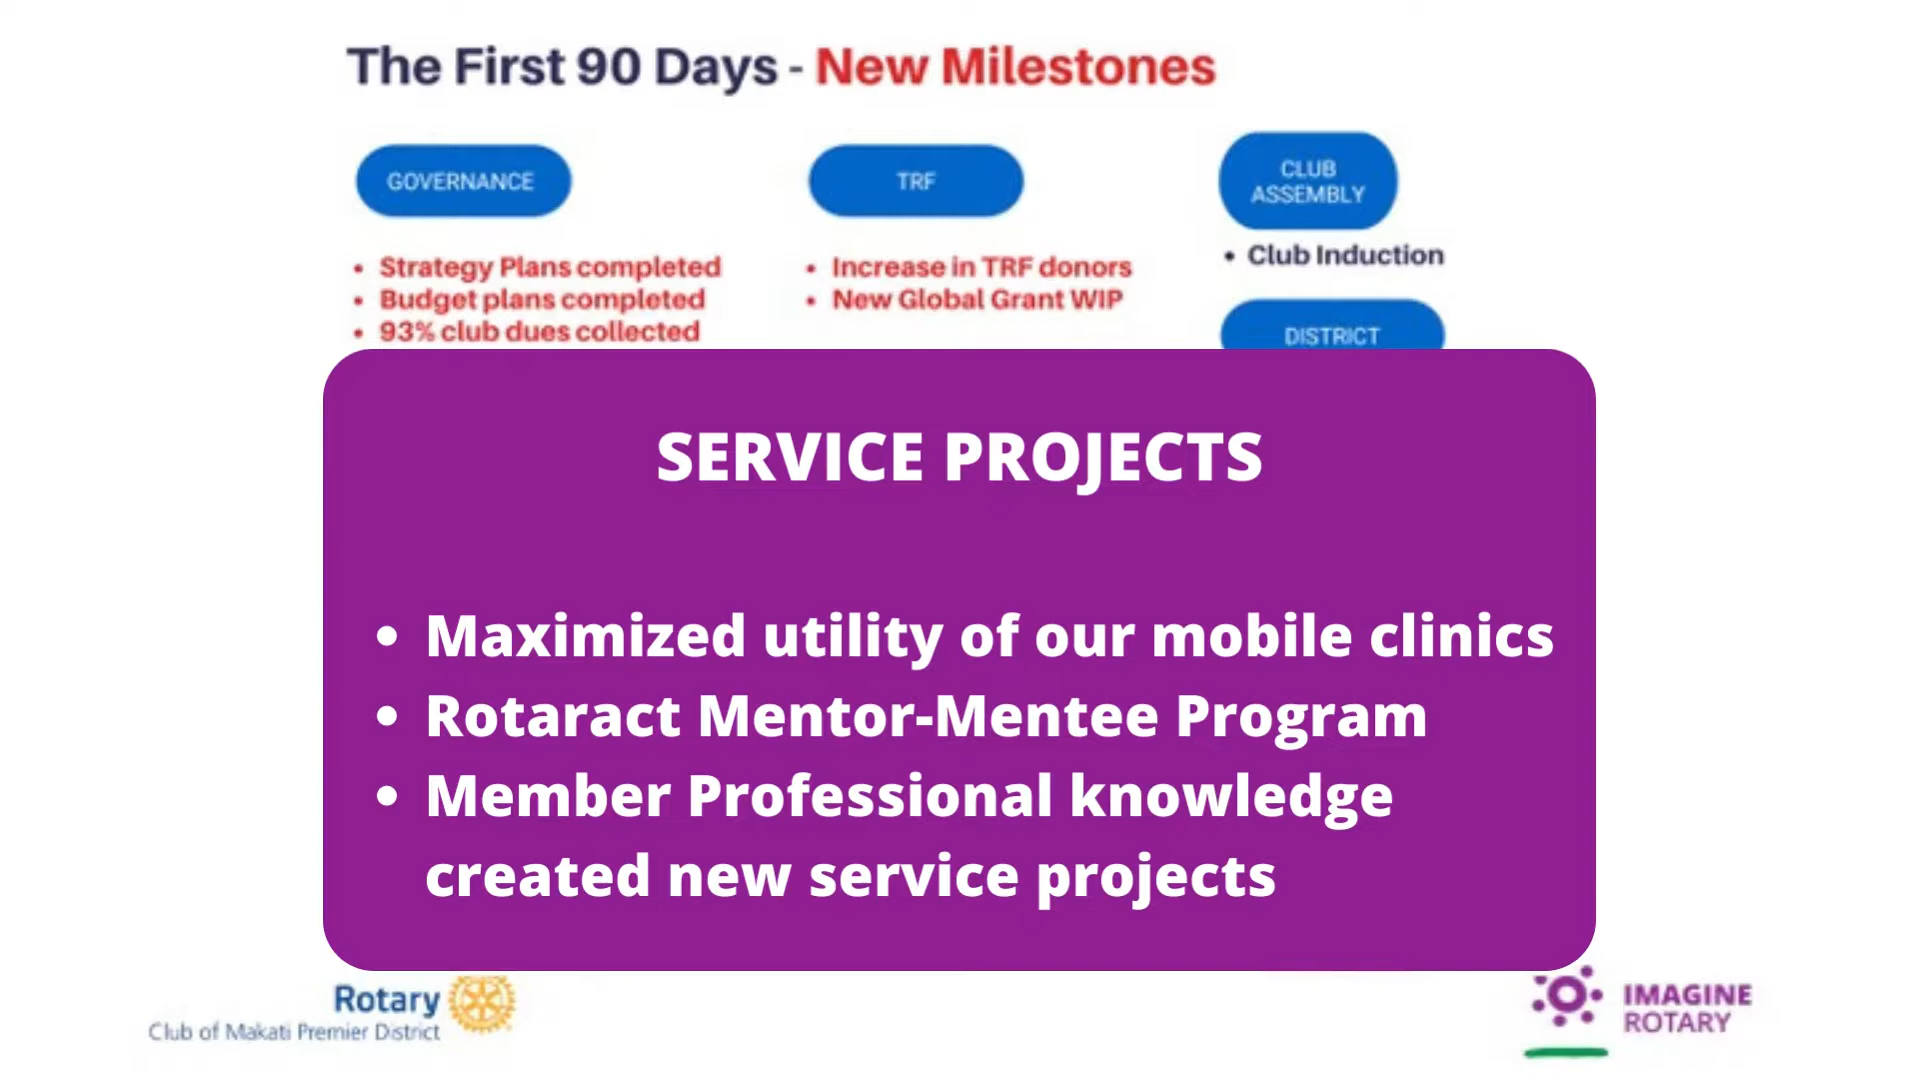 The First 90 Days - New Milestones
GOVERNANCE
• Strategy Plans completed
• Budget plans completed
• 93% club dues collected
TRF
• Increase in TRF donors
• New Global Grant WIP
CLUB
ASSEMBLY
• Club Induction
DISTRICT
SERVICE PROJECTS
• Maximized utility of our mobile clinics
• Rotaract Mentor-Mentee Program
• Member Professional knowledge
created new service projects
Rotary
Club of Makati Premier District
IMAGINE
ROTARY